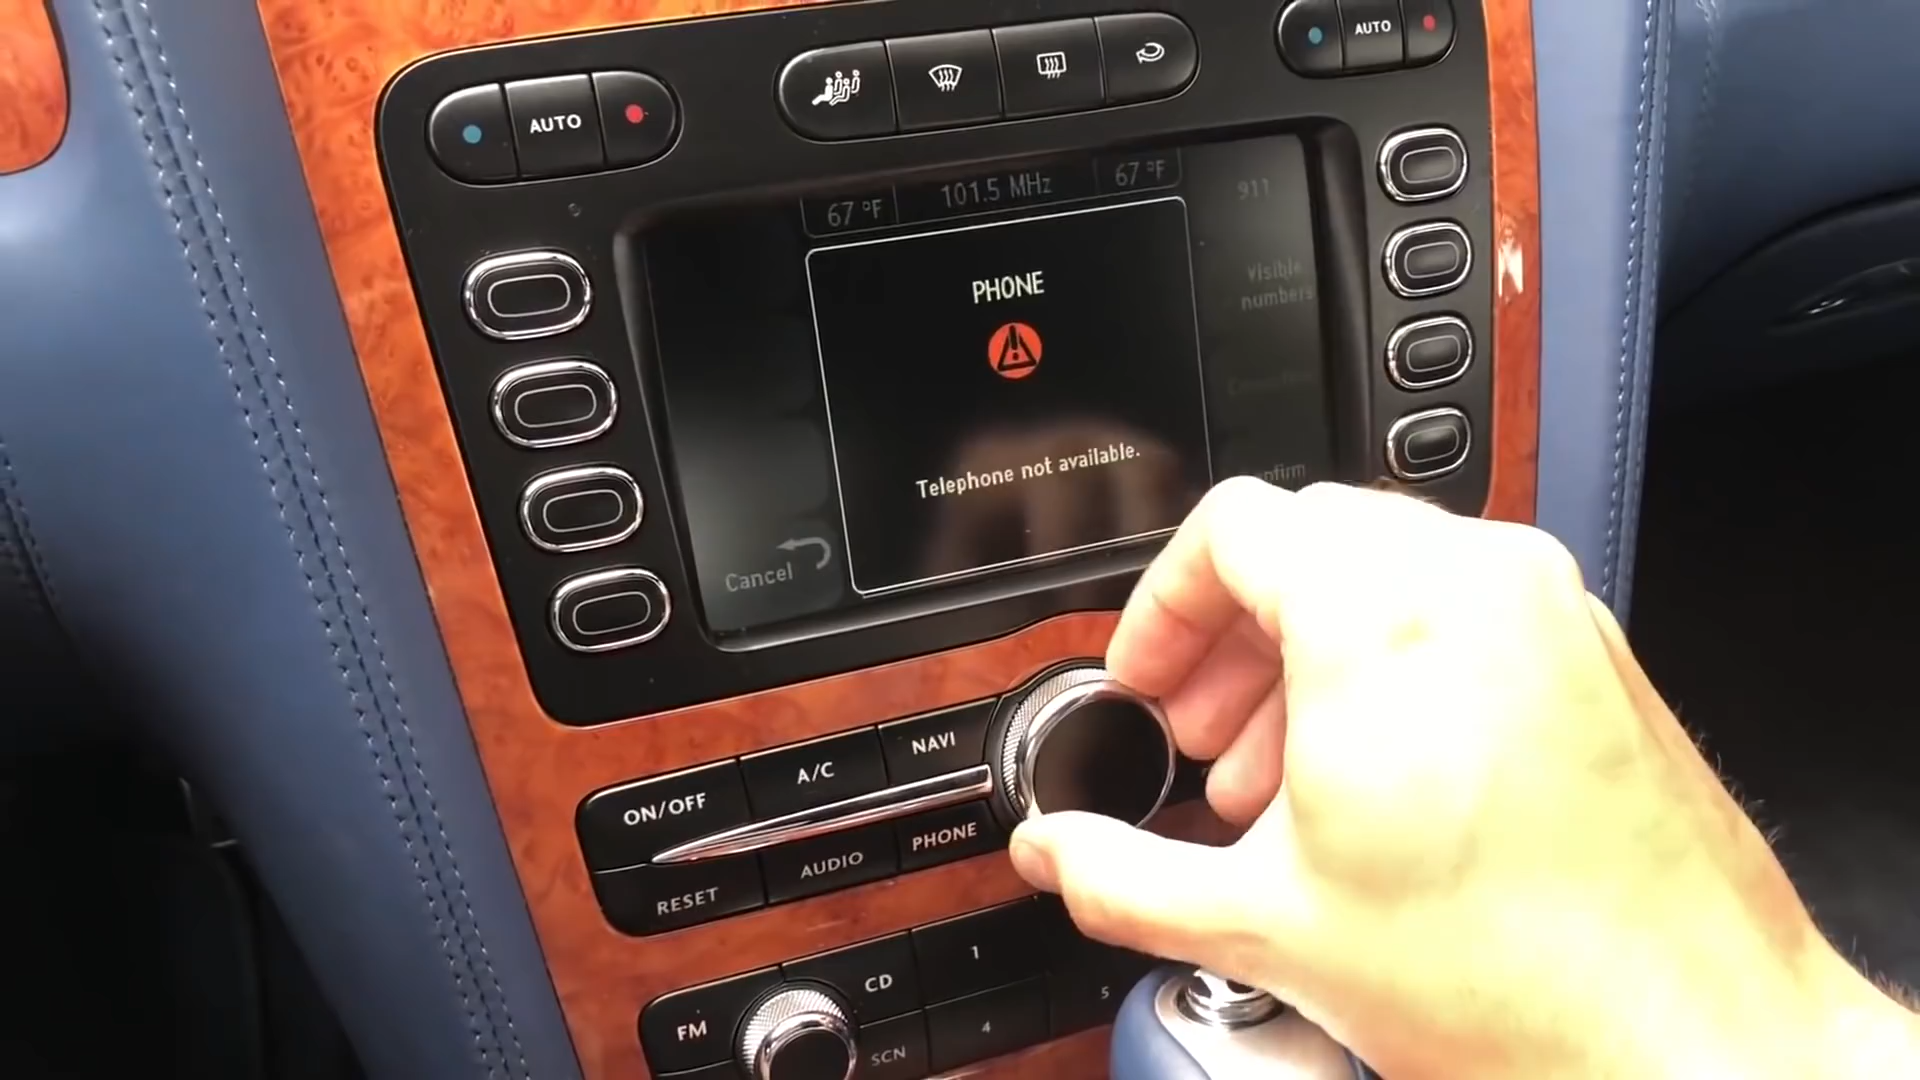 AUTO
AUTO
67 °F
101.5 MHz
67 °F
911
PHONE
Visible
numbers
Telephone not available.
Cancel
NAVI
A/C
ON/OFF
PHONE
AUDIO
RESET
1
CD
5
FM
4
SCN